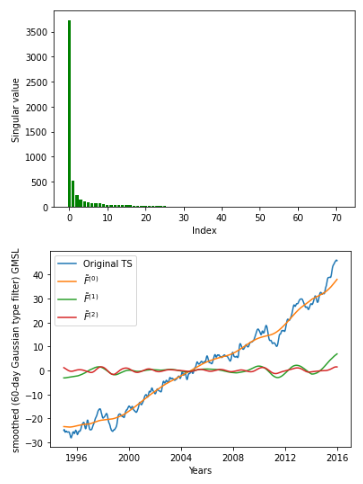 Singular value
3500
3000
2500
2000
1500
1000
500
0
0 10 20 30 40 50 60 70
Index
smoothed (60-day Gaussian type filter) GMSL
Original TS
F̃⁽⁰⁾
F̃⁽¹⁾
F̃⁽²⁾
40
30
20
10
0
−10
−20
−30
1996 2000 2004 2008 2012 2016
Years